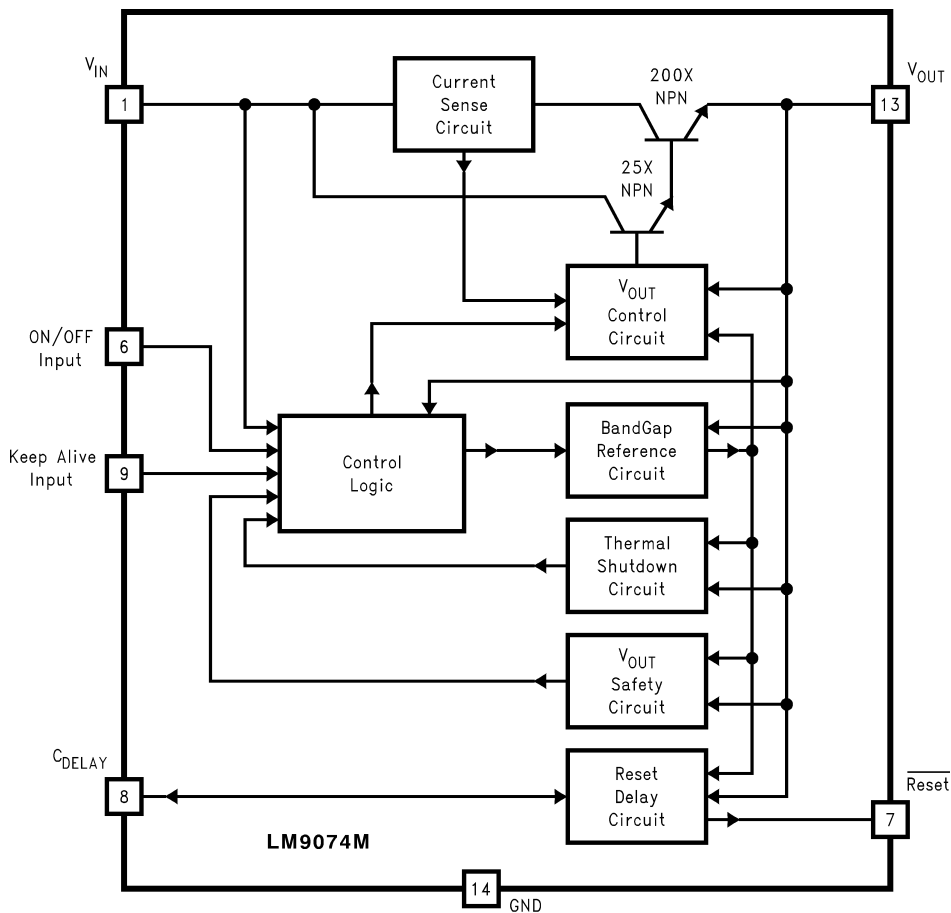 V_IN
1
Current
Sense
Circuit
200X
NPN
V_OUT
13
25X
NPN
V_OUT
Control
Circuit
ON/OFF
Input
6
Keep Alive
Input
9
Control
Logic
BandGap
Reference
Circuit
Thermal
Shutdown
Circuit
V_OUT
Safety
Circuit
C_DELAY
8
Reset
Delay
Circuit
Reset
7
LM9074M
14
GND